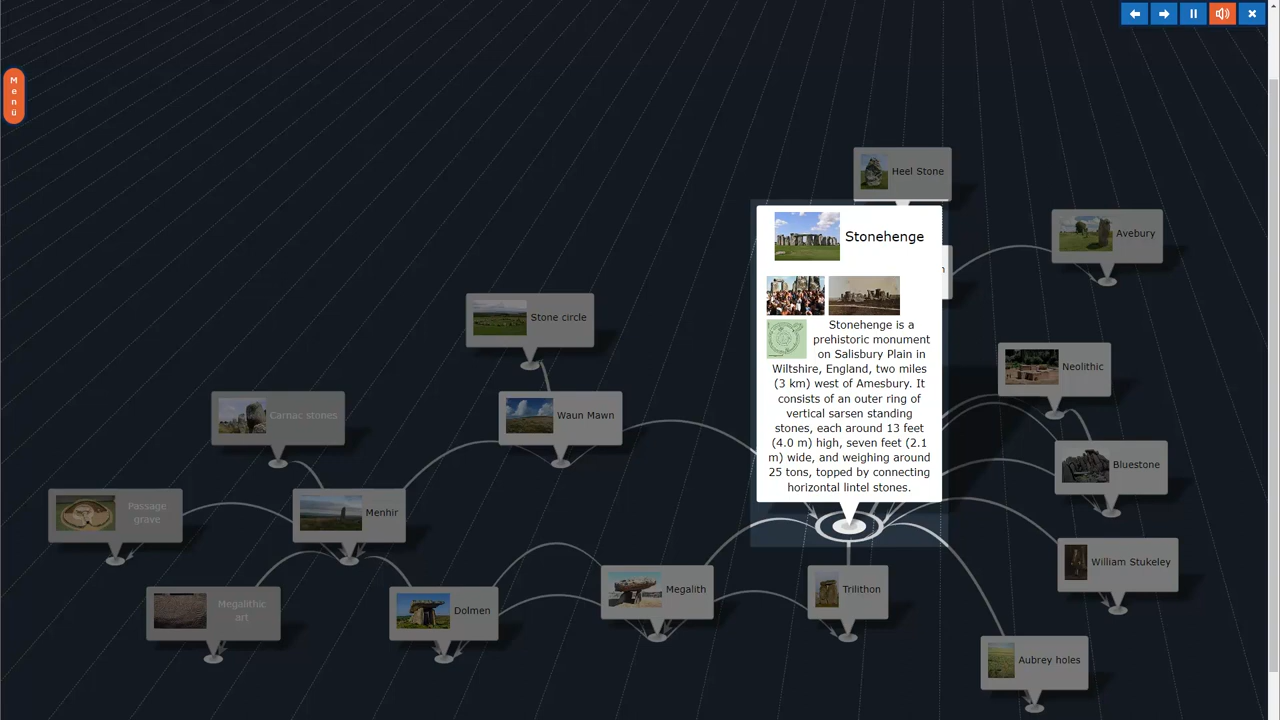 Menü
Heel Stone
Avebury
Stonehenge
Stonehenge is a
prehistoric monument
on Salisbury Plain in
Wiltshire, England, two miles
(3 km) west of Amesbury. It
consists of an outer ring of
vertical sarsen standing
stones, each around 13 feet
(4.0 m) high, seven feet (2.1
m) wide, and weighing around
25 tons, topped by connecting
horizontal lintel stones.
Stone circle
Neolithic
Carnac stones
Waun Mawn
Bluestone
Passage
grave
Menhir
William Stukeley
Megalithic
art
Dolmen
Megalith
Trilithon
Aubrey holes